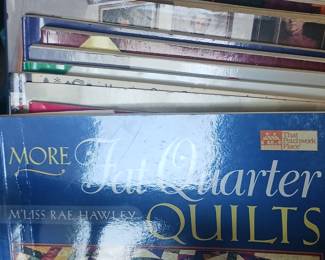 That
Patchwork
Place
MORE Fat Quarter
M'LISS RAE HAWLEY
QUILTS